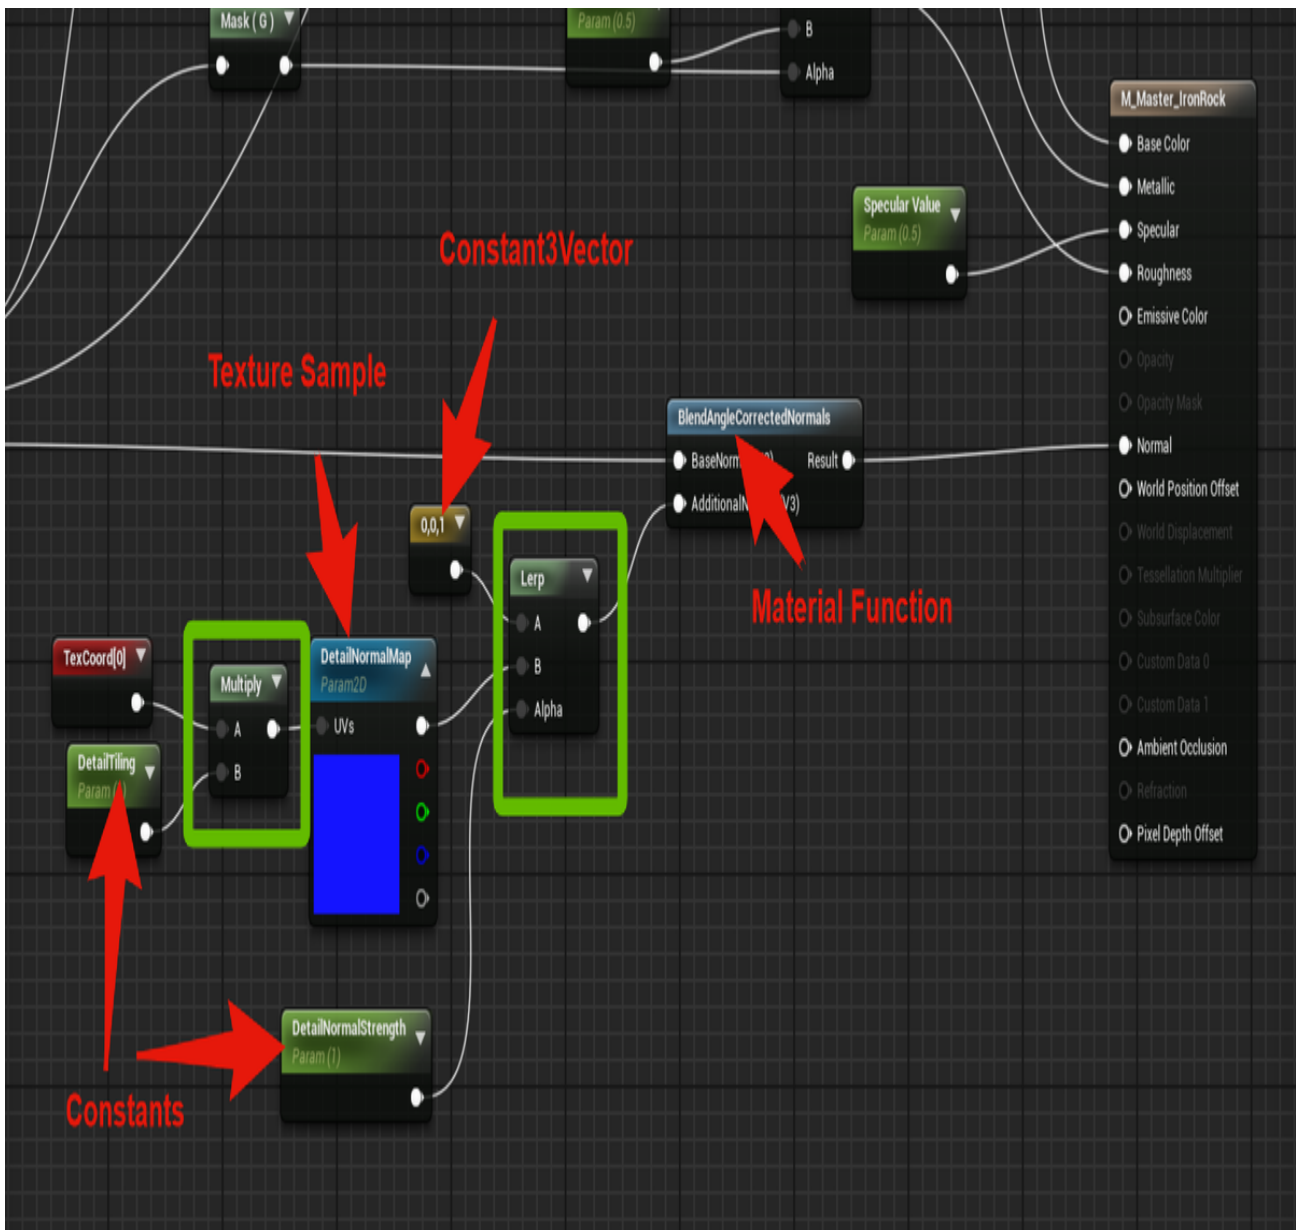 Mask ( G )
Param (0.5)
B
Alpha
M_Master_IronRock
Base Color
Metallic
Specular
Roughness
Emissive Color
Opacity
Opacity Mask
Normal
World Position Offset
World Displacement
Tessellation Multiplier
Subsurface Color
Custom Data 0
Custom Data 1
Ambient Occlusion
Refraction
Pixel Depth Offset
Specular Value
Param (0.5)
Constant3Vector
Texture Sample
BlendAngleCorrectedNormals
Result
Material Function
0,0,1
Lerp
A
B
Alpha
TexCoord[0]
Multiply
A
B
DetailNormalMap
Param2D
UVs
DetailTiling
Param
DetailNormalStrength
Param (1)
Constants